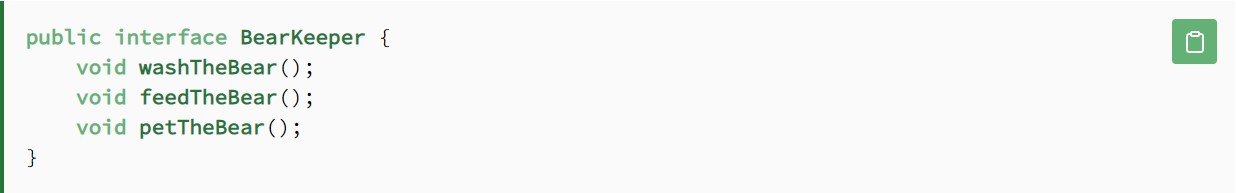 public interface BearKeeper {
    void washTheBear();
    void feedTheBear();
    void petTheBear();
}